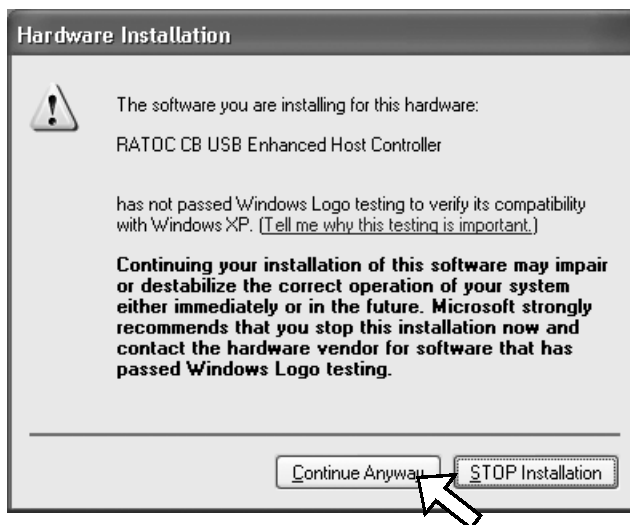 Hardware Installation
The software you are installing for this hardware:
RATOC CB USB Enhanced Host Controller
has not passed Windows Logo testing to verify its compatibility
with Windows XP. (Tell me why this testing is important.)
Continuing your installation of this software may impair
or destabilize the correct operation of your system
either immediately or in the future. Microsoft strongly
recommends that you stop this installation now and
contact the hardware vendor for software that has
passed Windows Logo testing.
Continue Anyway STOP Installation